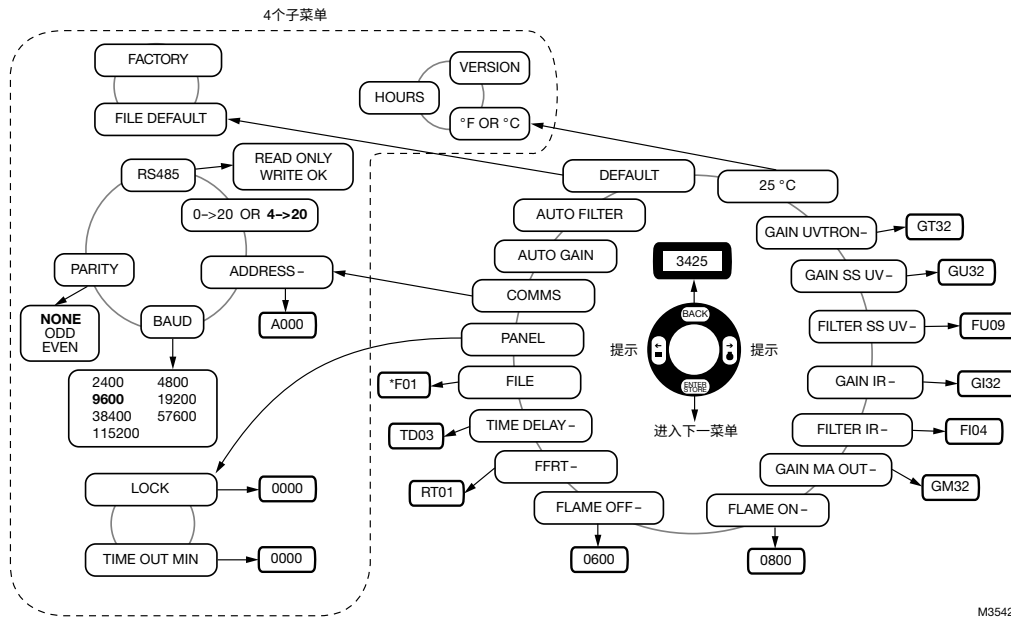 4个子菜单
FACTORY
FILE DEFAULT
VERSION
HOURS
°F OR °C
RS485
READ ONLY
WRITE OK
0->20 OR 4->20
PARITY
ADDRESS-
NONE
ODD
EVEN
BAUD
A000
2400 4800
9600 19200
38400 57600
115200
LOCK
0000
TIME OUT MIN
0000
DEFAULT
25 °C
AUTO FILTER
AUTO GAIN
COMMS
PANEL
FILE
*F01
TIME DELAY-
TD03
FFRT-
RT01
FLAME OFF-
0600
FLAME ON-
0800
GAIN UVTRON-
GT32
GAIN SS UV-
GU32
FILTER SS UV-
FU09
GAIN IR-
GI32
FILTER IR-
FI04
GAIN MA OUT-
GM32
3425
BACK
提示
提示
ENTER
STORE
进入下一菜单
M3542